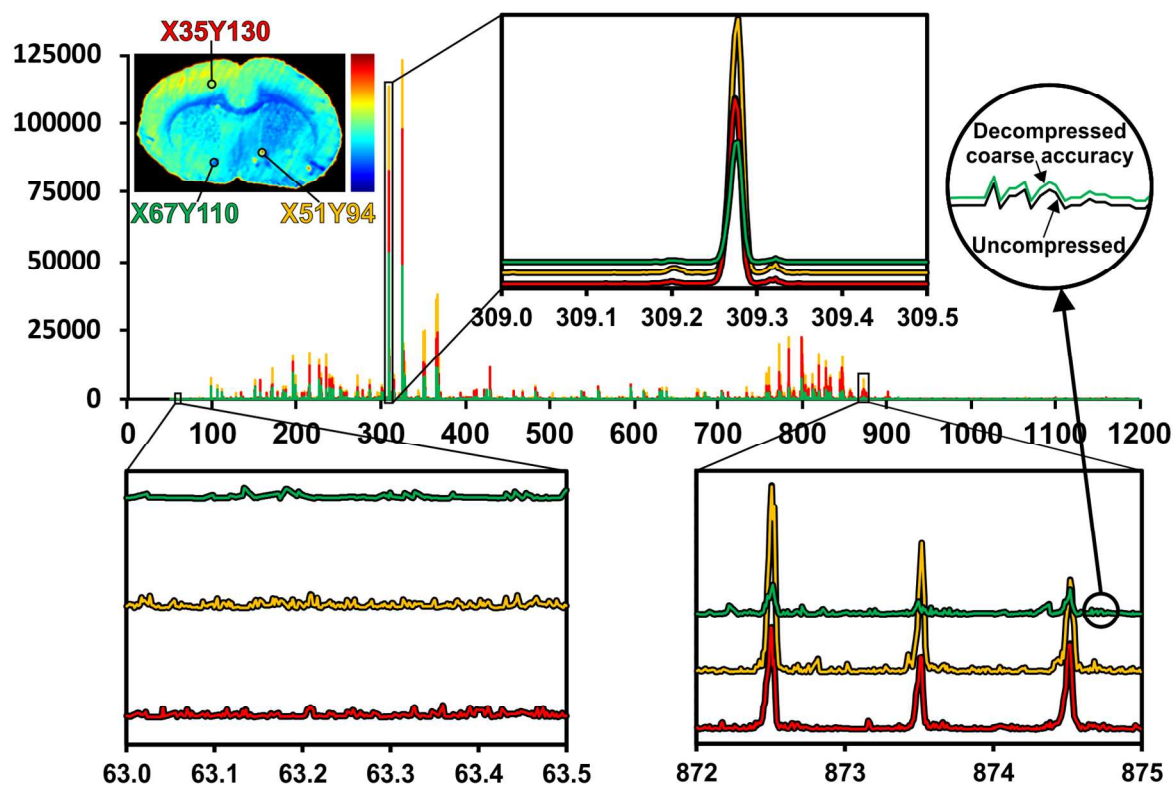 X35Y130
125000
100000
75000
50000
25000
0
X67Y110
X51Y94
309.0 309.1 309.2 309.3 309.4 309.5
Decompressed
coarse accuracy
Uncompressed
0 100 200 300 400 500 600 700 800 900 1000 1100 1200
63.0 63.1 63.2 63.3 63.4 63.5
872 873 874 875